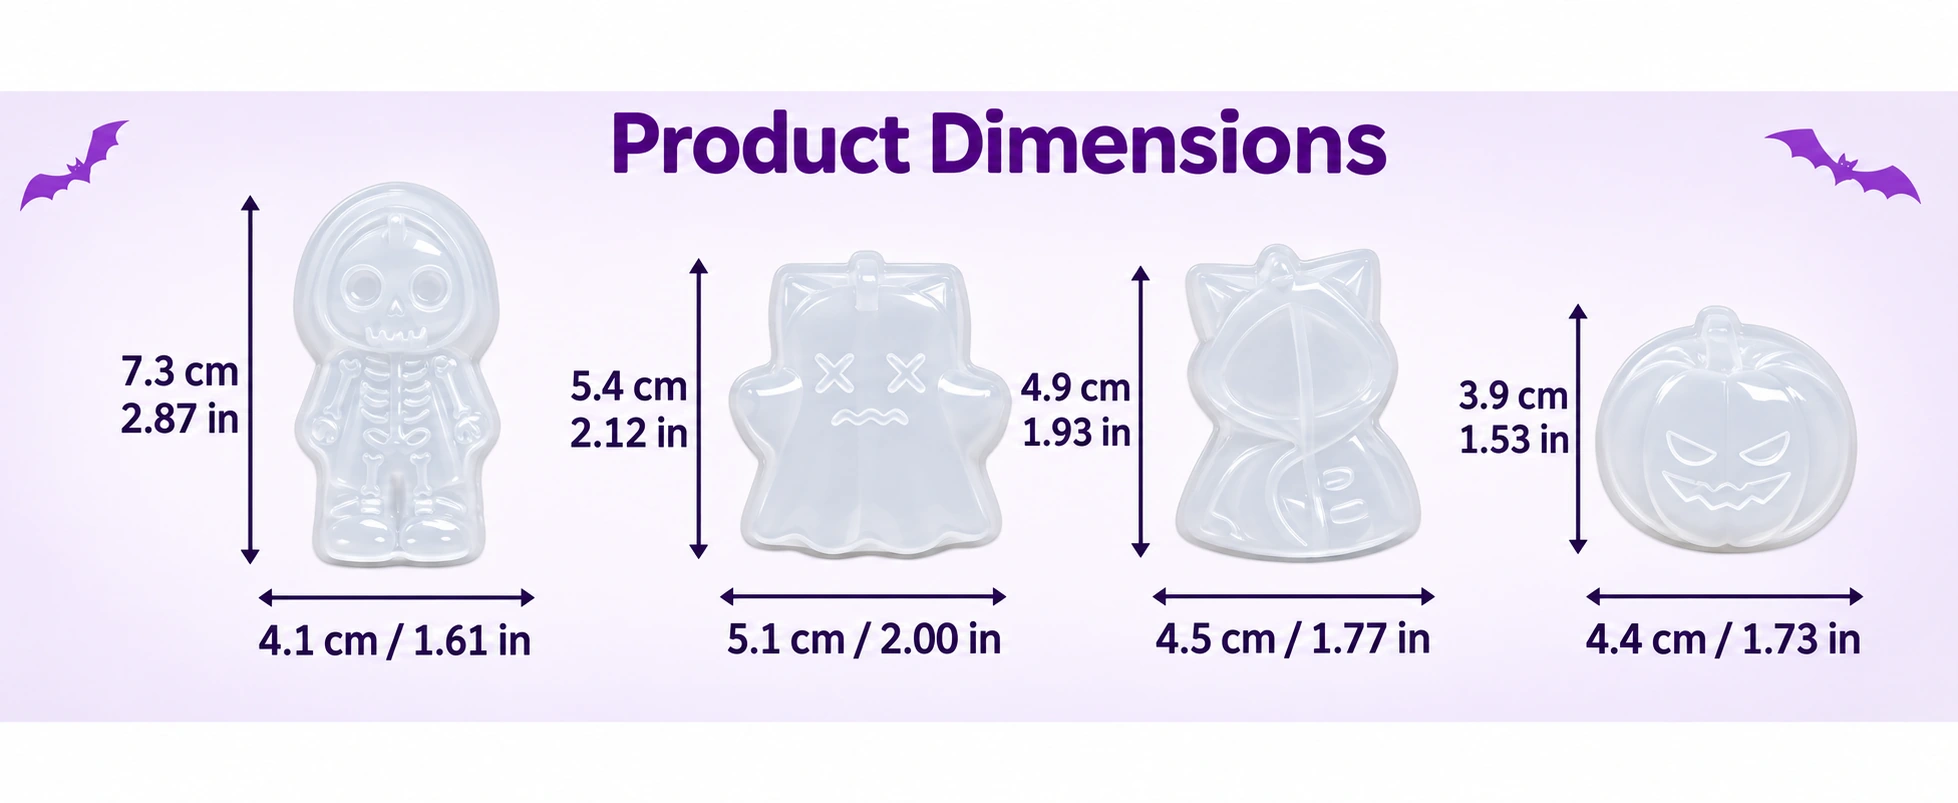 Product Dimensions
7.3 cm
2.87 in
4.1 cm / 1.61 in
5.4 cm
2.12 in
5.1 cm / 2.00 in
4.9 cm
1.93 in
4.5 cm / 1.77 in
3.9 cm
1.53 in
4.4 cm / 1.73 in